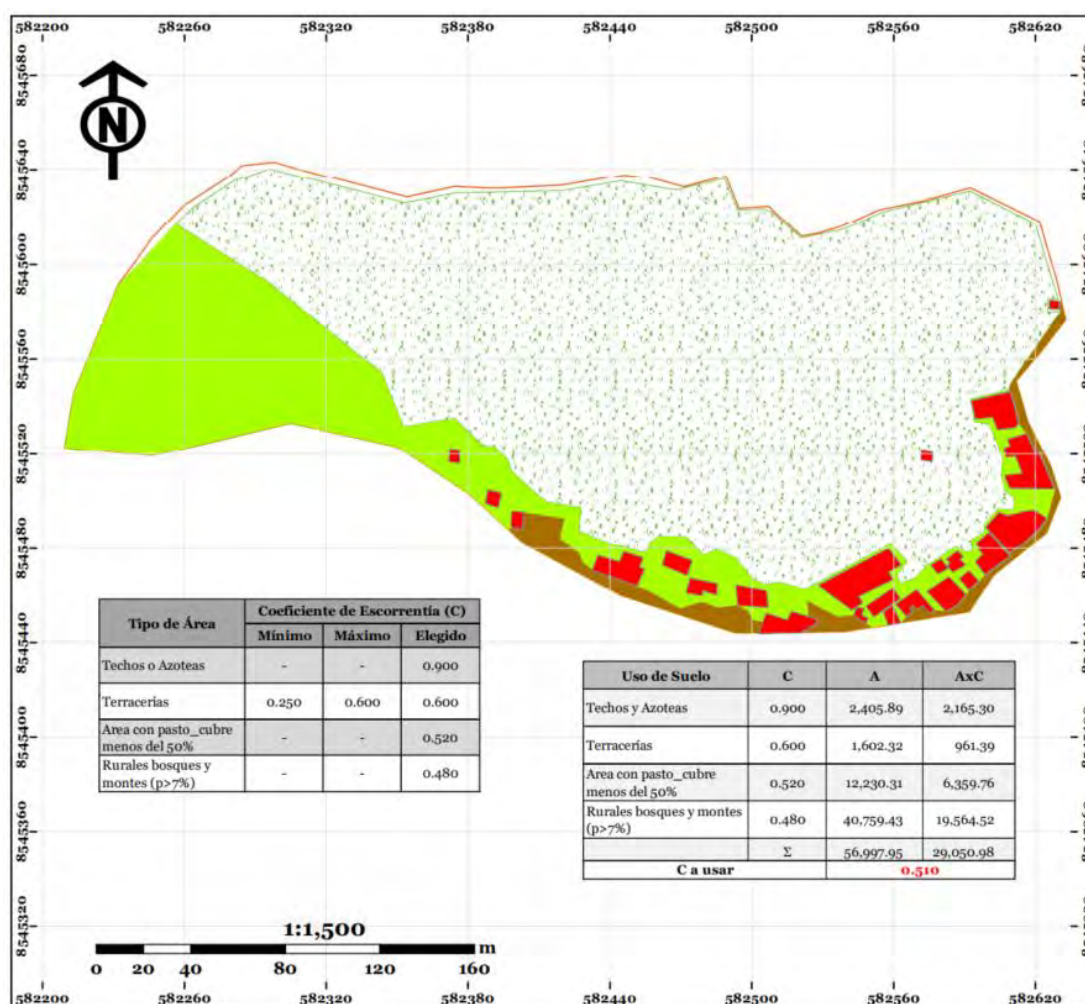 582200 582260 582320 582380 582440 582500 582560 582620
8545680
8545640
8545600
8545560
8545520
8545480
8545440
8545400
8545360
8545320
N
Tipo de Área Coeficiente de Escorrentía (C)
Mínimo Máximo Elegido
Techos o Azoteas - - 0.900
Terracerías 0.250 0.600 0.600
Area con pasto_cubre menos del 50% - - 0.520
Rurales bosques y montes (p>7%) - - 0.480
Uso de Suelo C A AxC
Techos y Azoteas 0.900 2,405.89 2,165.30
Terracerías 0.600 1,602.32 961.39
Area con pasto_cubre menos del 50% 0.520 12,230.31 6,359.76
Rurales bosques y montes (p>7%) 0.480 40,759.43 19,564.52
Σ 56,997.95 29,050.98
C a usar 0.510
1:1,500
m
0 20 40 80 120 160
582200 582260 582320 582380 582440 582500 582560 582620